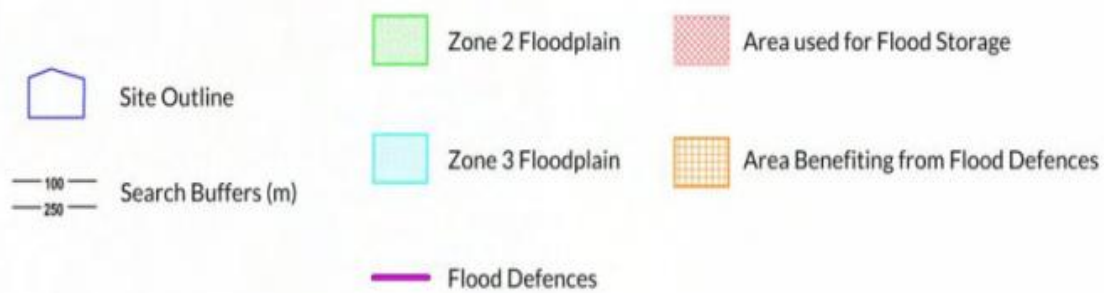 Zone 2 Floodplain
Area used for Flood Storage
Site Outline
Zone 3 Floodplain
Area Benefiting from Flood Defences
100
Search Buffers (m)
250
Flood Defences